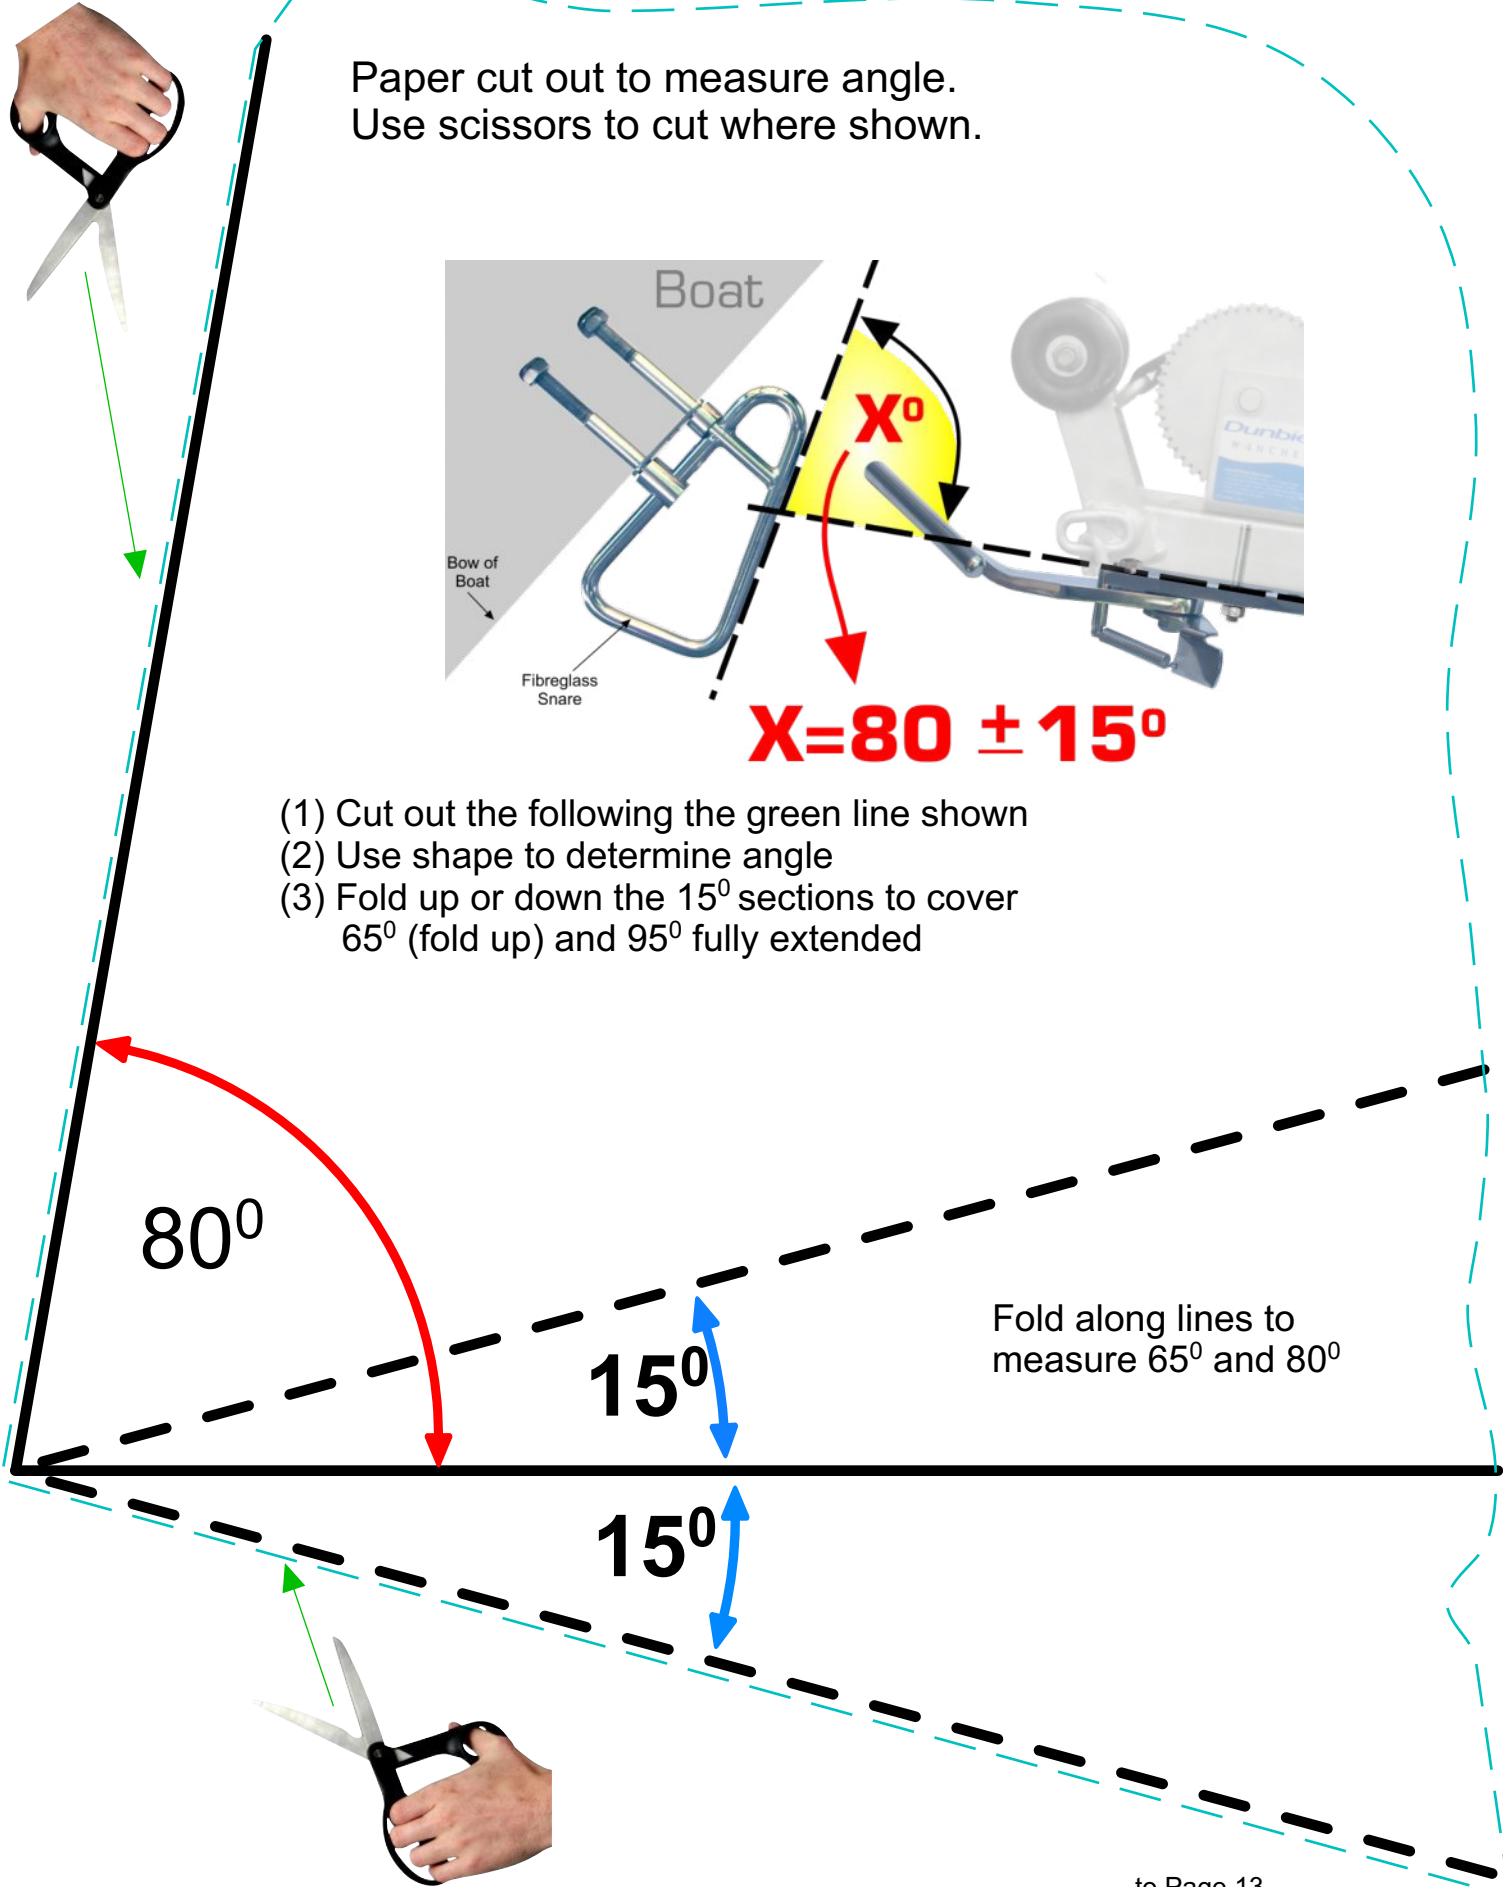 Paper cut out to measure angle.
Use scissors to cut where shown.
Boat
X⁰
Bow of
Boat
Fibreglass
Snare
X=80 ± 15⁰
(1) Cut out the following the green line shown
(2) Use shape to determine angle
(3) Fold up or down the 15⁰ sections to cover
65⁰ (fold up) and 95⁰ fully extended
80⁰
15⁰
Fold along lines to
measure 65⁰ and 80⁰
15⁰
to Page 13